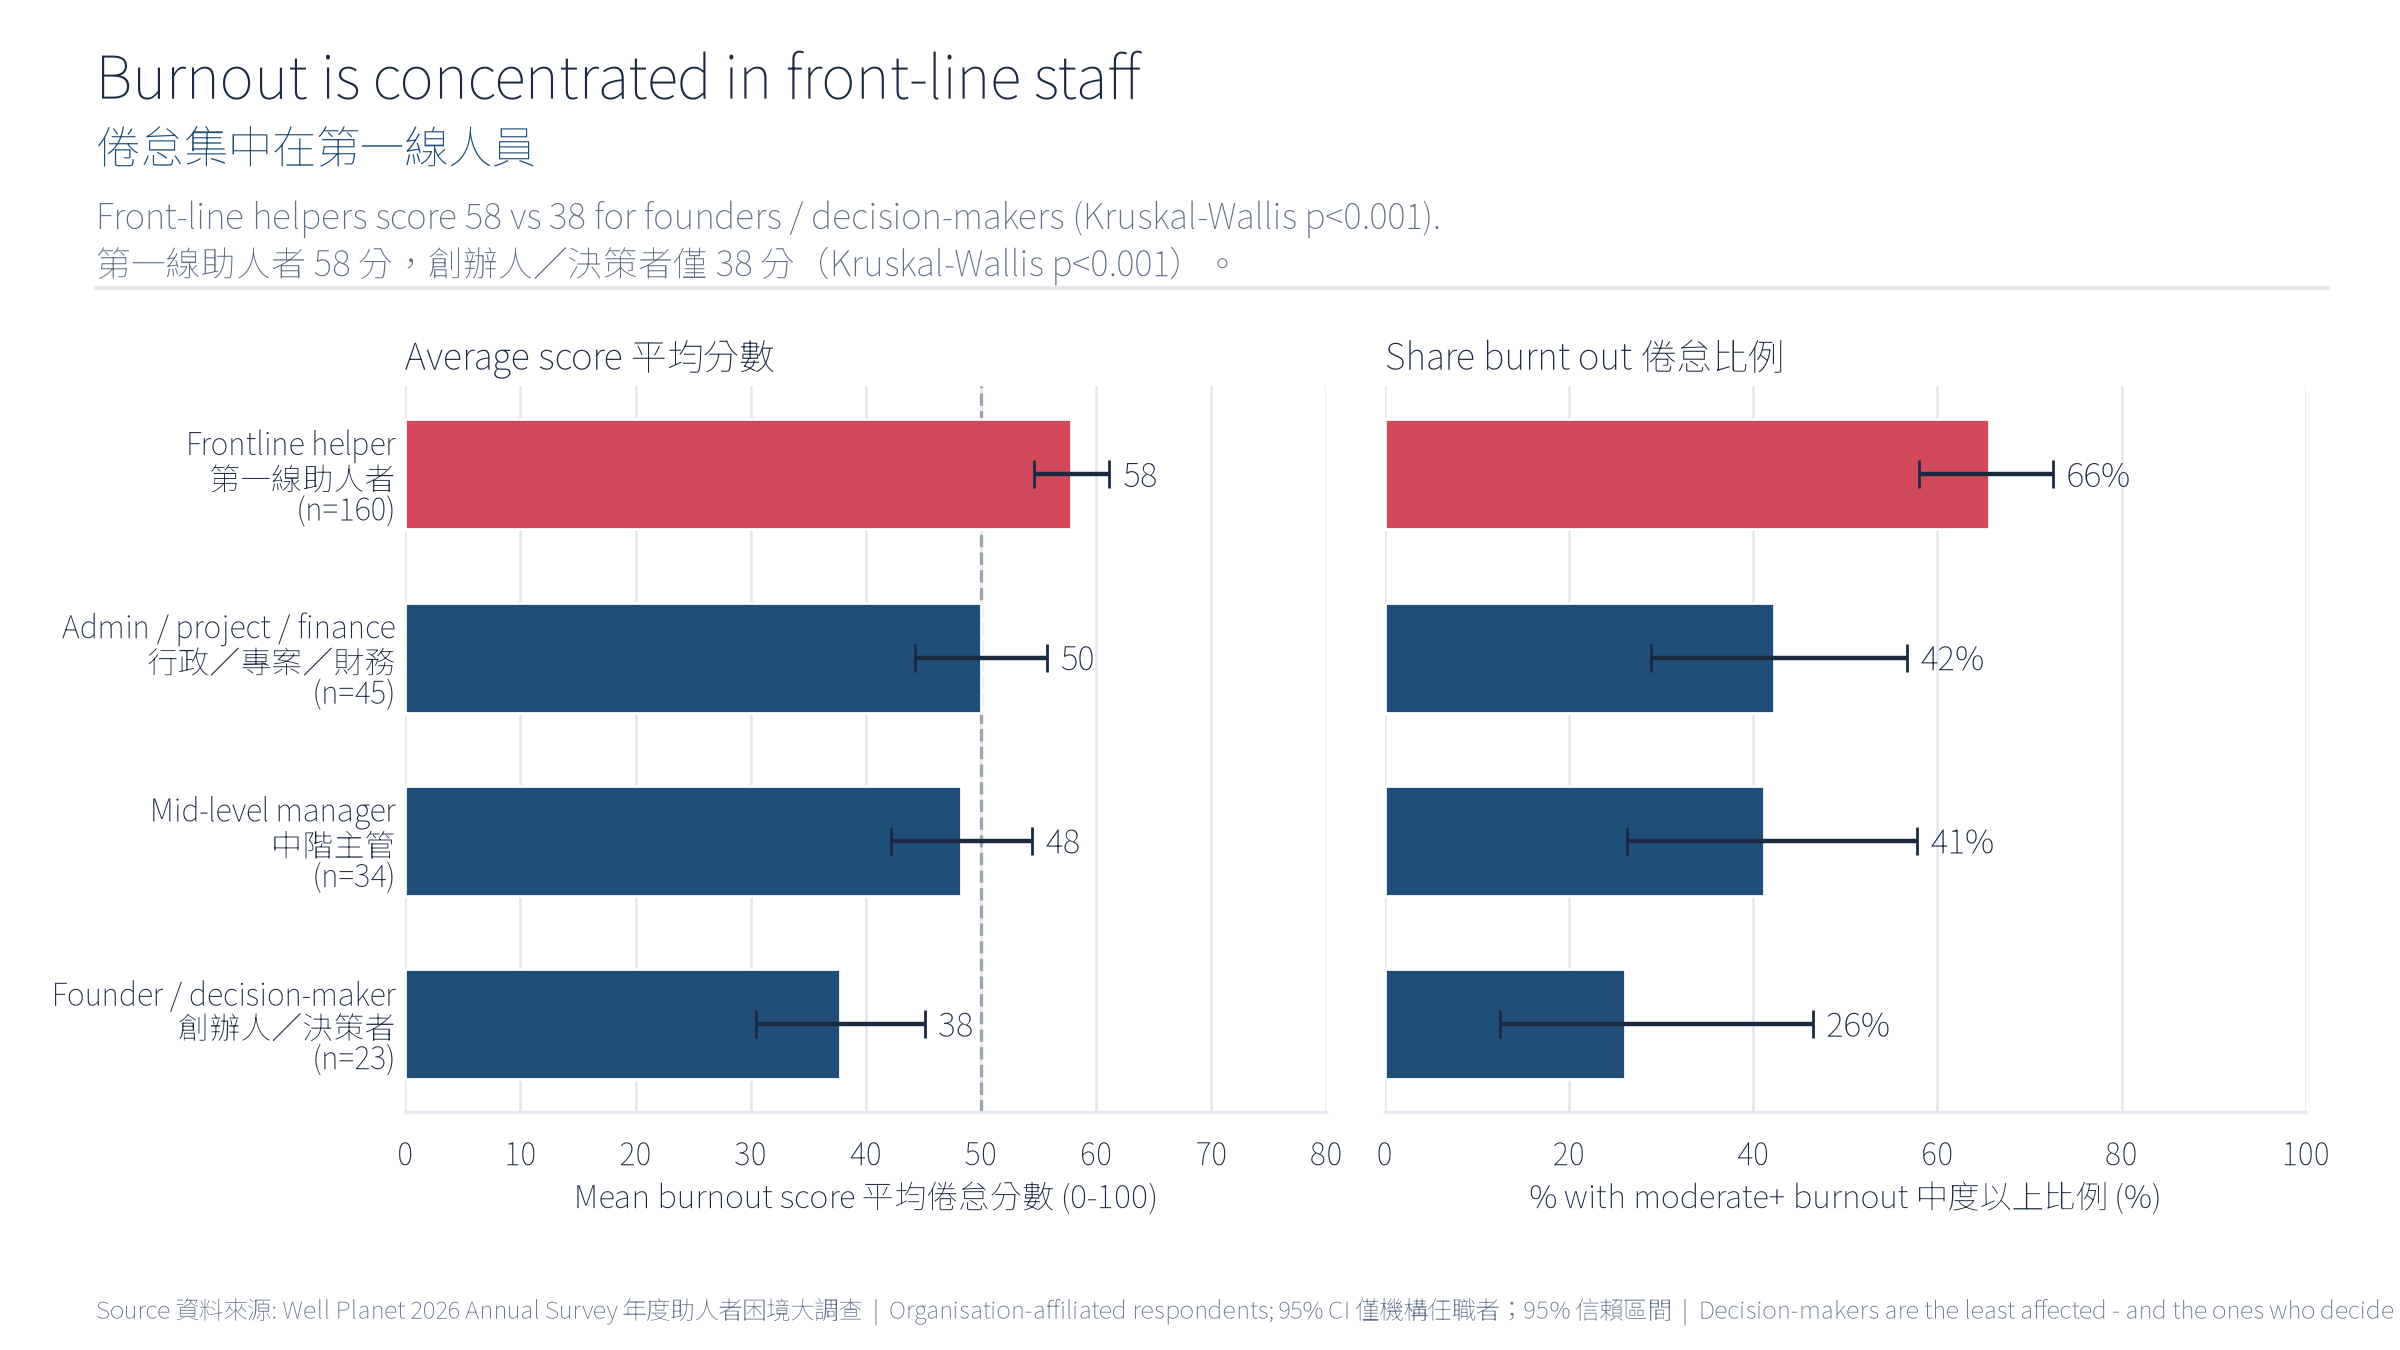 Burnout is concentrated in front-line staff
倦怠集中在第一線人員
Front-line helpers score 58 vs 38 for founders / decision-makers (Kruskal-Wallis p<0.001).
第一線助人者 58 分，創辦人／決策者僅 38 分（Kruskal-Wallis p<0.001）。
Average score 平均分數
Frontline helper
第一線助人者
(n=160)
58
Admin / project / finance
行政／專案／財務
(n=45)
50
Mid-level manager
中階主管
(n=34)
48
Founder / decision-maker
創辦人／決策者
(n=23)
38
0 10 20 30 40 50 60 70 80
Mean burnout score 平均倦怠分數 (0-100)
Share burnt out 倦怠比例
66%
42%
41%
26%
0 20 40 60 80 100
% with moderate+ burnout 中度以上比例 (%)
Source 資料來源: Well Planet 2026 Annual Survey 年度助人者困境大調查 | Organisation-affiliated respondents; 95% CI 僅機構任職者；95% 信賴區間 | Decision-makers are the least affected - and the ones who decide